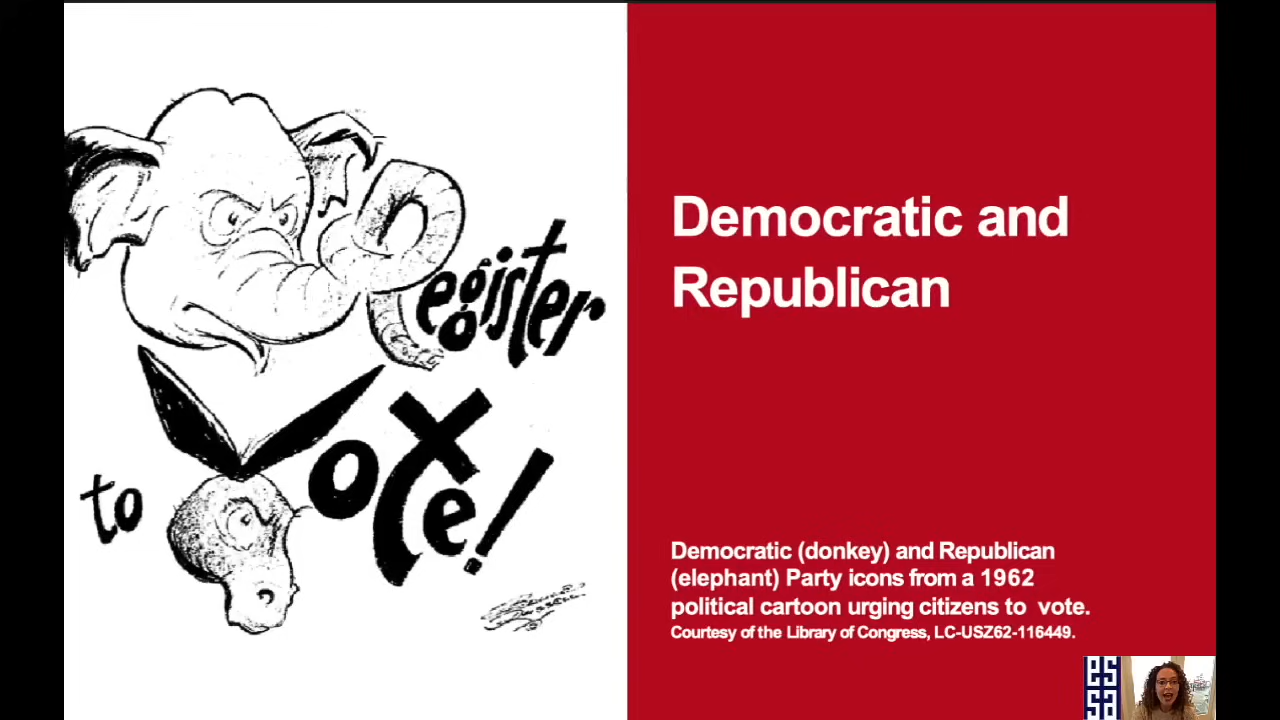 Register
to Vote!
Democratic and
Republican
Democratic (donkey) and Republican
(elephant) Party icons from a 1962
political cartoon urging citizens to vote.
Courtesy of the Library of Congress, LC-USZ62-116449.